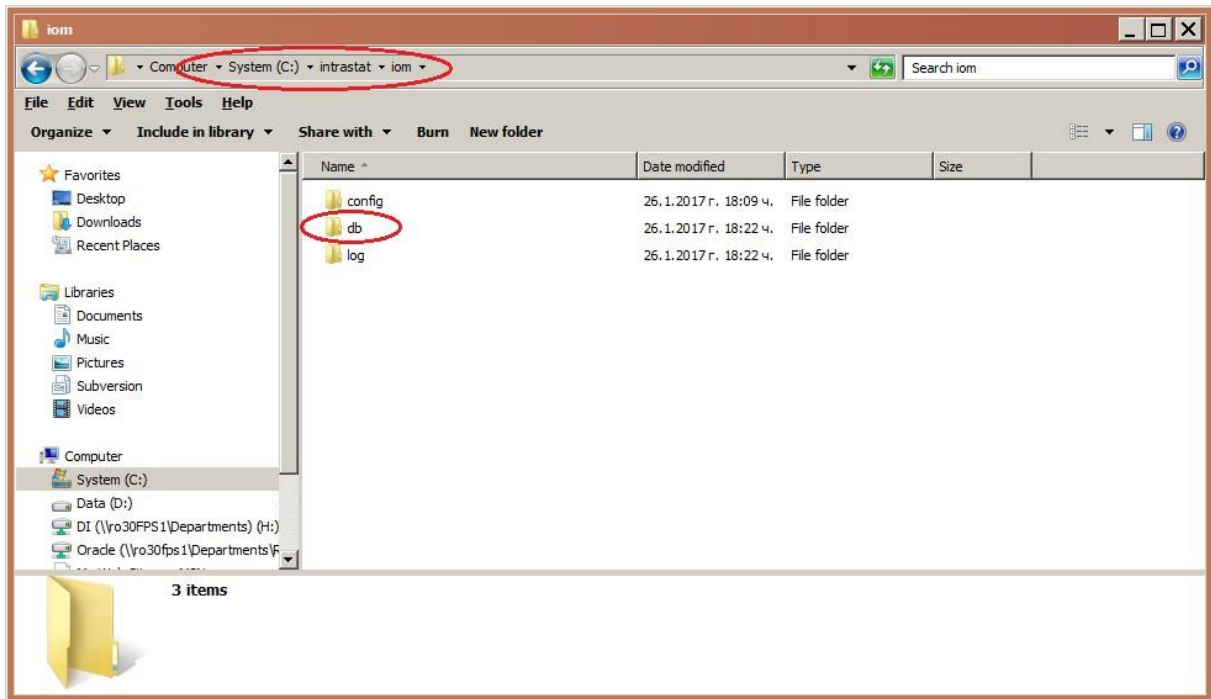 iom
Computer System (C:) intrastat iom
Search iom
File Edit View Tools Help
Organize Include in library Share with Burn New folder
Favorites
Desktop
Downloads
Recent Places
Libraries
Documents
Music
Pictures
Subversion
Videos
Computer
System (C:)
Data (D:)
DI (\\ro30FPS1\Departments) (H:)
Oracle (\\ro30fps1\Departments\R
Name Date modified Type Size
config 26.1.2017 г. 18:09 ч. File folder
db 26.1.2017 г. 18:22 ч. File folder
log 26.1.2017 г. 18:22 ч. File folder
3 items